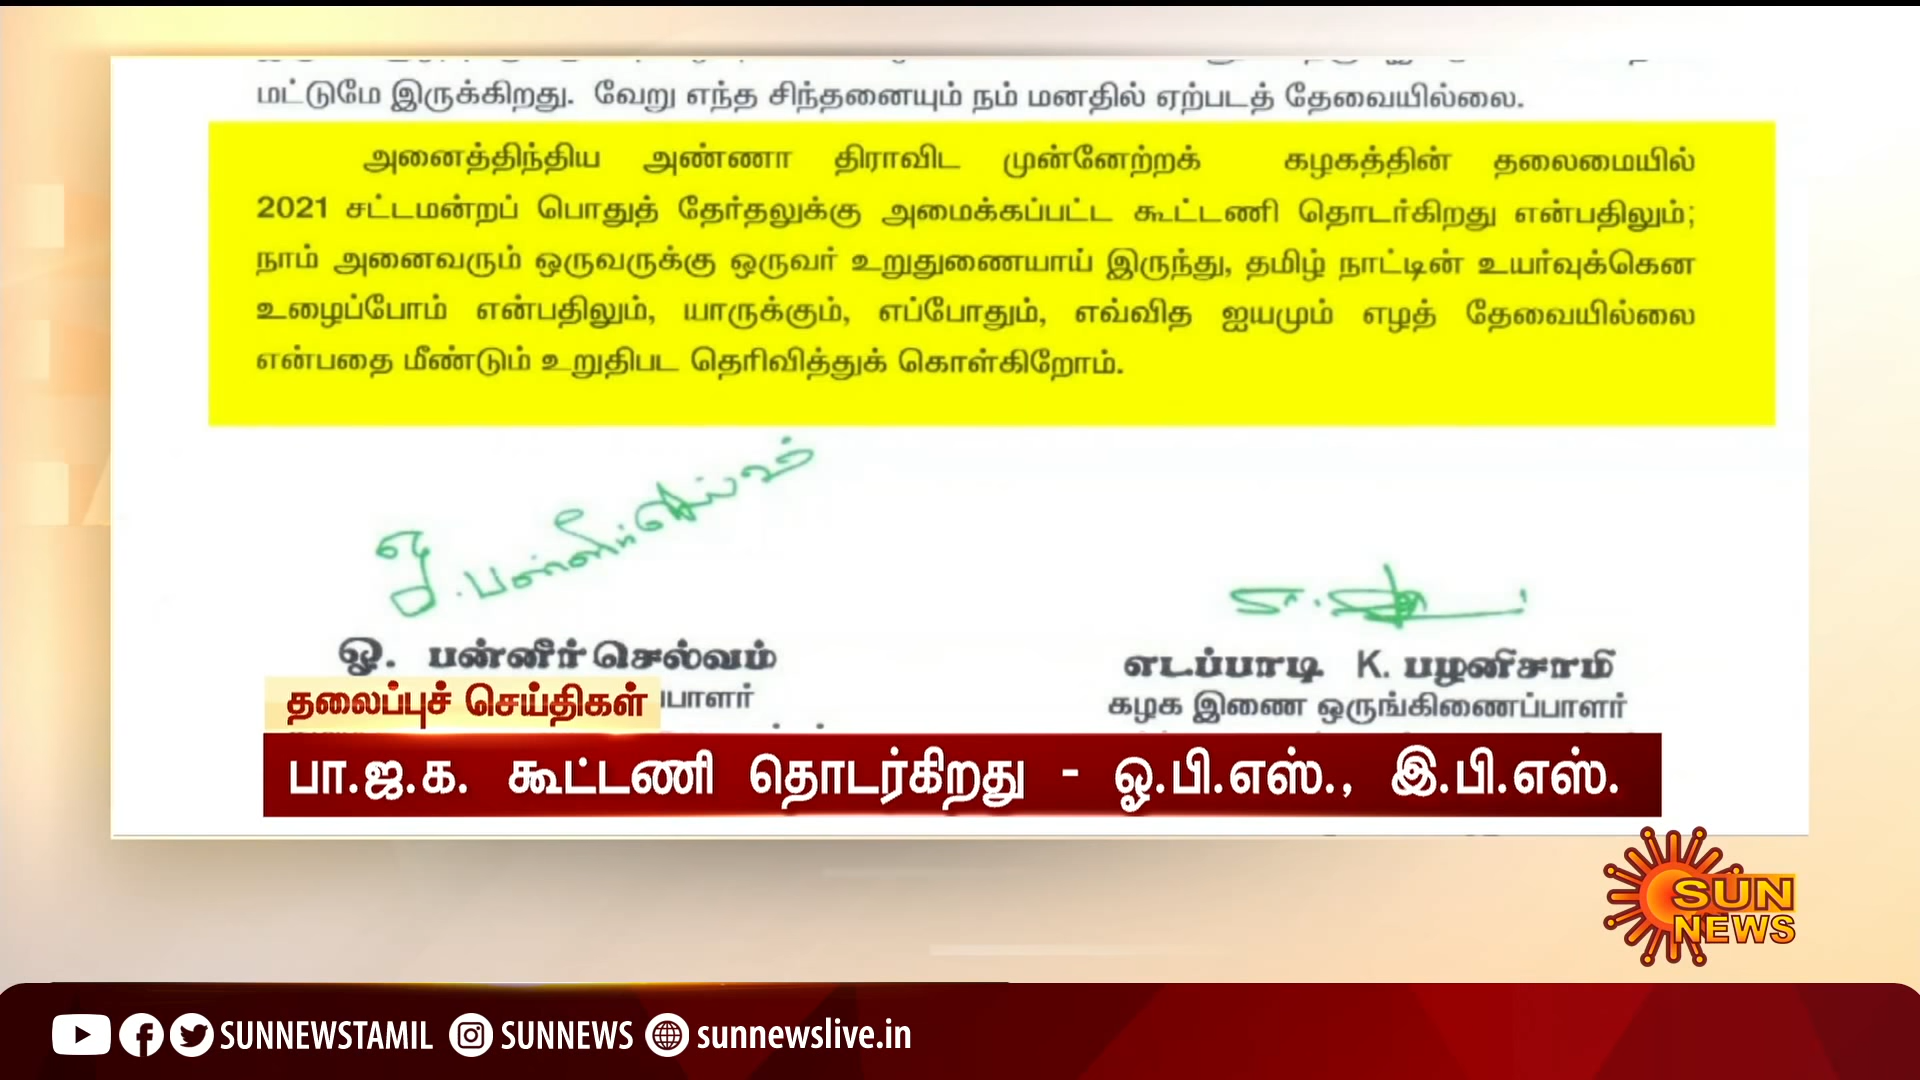 மட்டுமே இருக்கிறது. வேறு எந்த சிந்தனையும் நம் மனதில் ஏற்படத் தேவையில்லை.
அனைத்திந்திய அண்ணா திராவிட முன்னேற்றக் கழகத்தின் தலைமையில்
2021 சட்டமன்றப் பொதுத் தேர்தலுக்கு அமைக்கப்பட்ட கூட்டணி தொடர்கிறது என்பதிலும்;
நாம் அனைவரும் ஒருவருக்கு ஒருவர் உறுதுணையாய் இருந்து, தமிழ் நாட்டின் உயர்வுக்கென
உழைப்போம் என்பதிலும், யாருக்கும், எப்போதும், எவ்வித ஐயமும் எழத் தேவையில்லை
என்பதை மீண்டும் உறுதிபட தெரிவித்துக் கொள்கிறோம்.
ஓ. பன்னீர்செல்வம்
ஓ. பன்னீர்செல்வம்
எடப்பாடி K. பழனிசாமி
கழக இணை ஒருங்கிணைப்பாளர்
தலைப்புச் செய்திகள்
பா.ஜ.க. கூட்டணி தொடர்கிறது - ஓ.பி.எஸ்., இ.பி.எஸ்.
SUN
NEWS
SUNNEWSTAMIL SUNNEWS sunnewslive.in